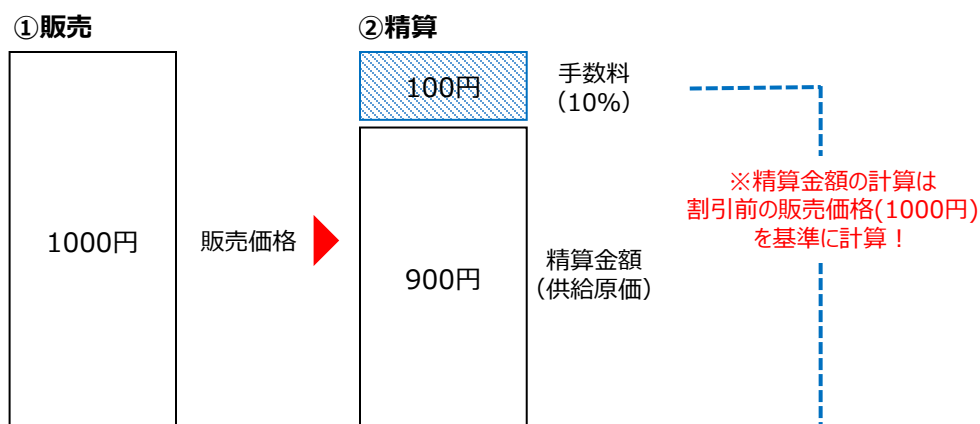 ①販売
②精算
1000円
販売価格
100円
手数料
（10%）
900円
精算金額
（供給原価）
※精算金額の計算は
割引前の販売価格(1000円)
を基準に計算！